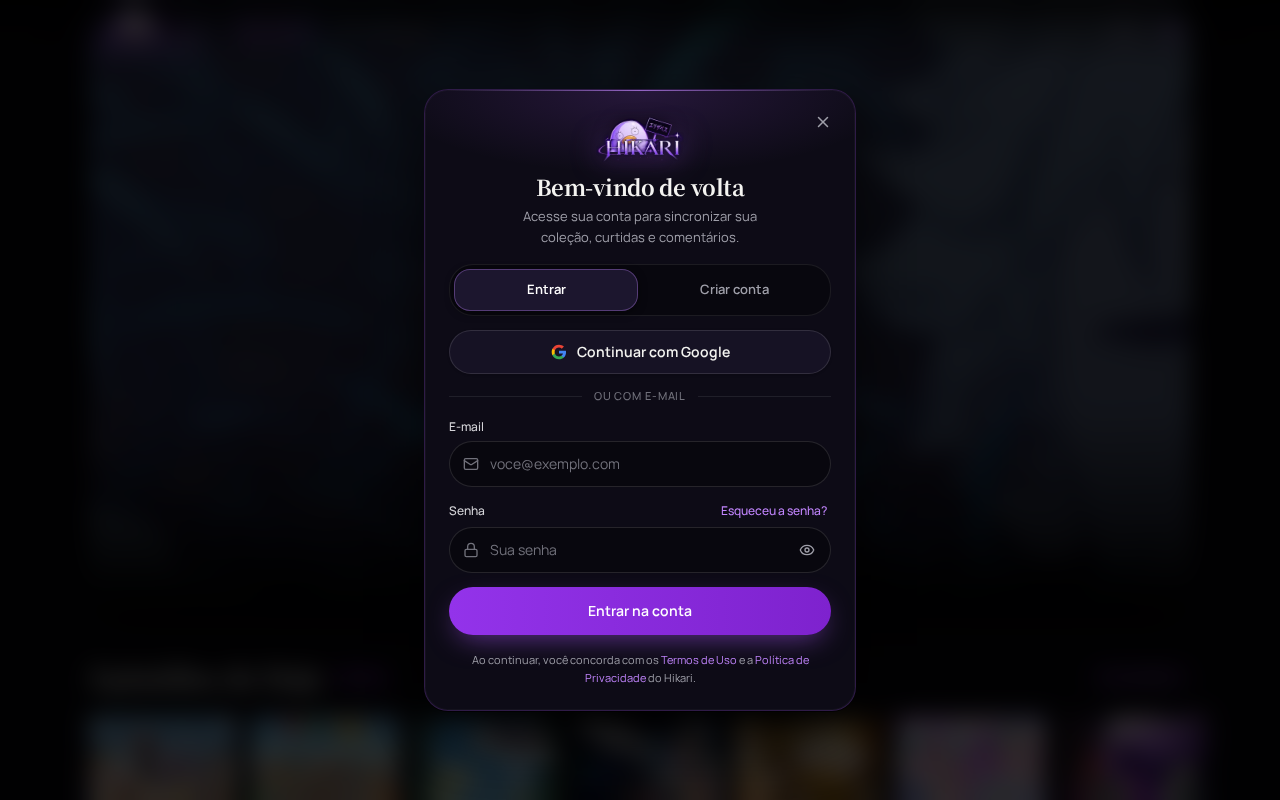 HIKARI
Bem-vindo de volta
Acesse sua conta para sincronizar sua
coleção, curtidas e comentários.
Entrar
Criar conta
Continuar com Google
OU COM E-MAIL
E-mail
voce@exemplo.com
Senha
Esqueceu a senha?
Sua senha
Entrar na conta
Ao continuar, você concorda com os Termos de Uso e a Política de
Privacidade do Hikari.